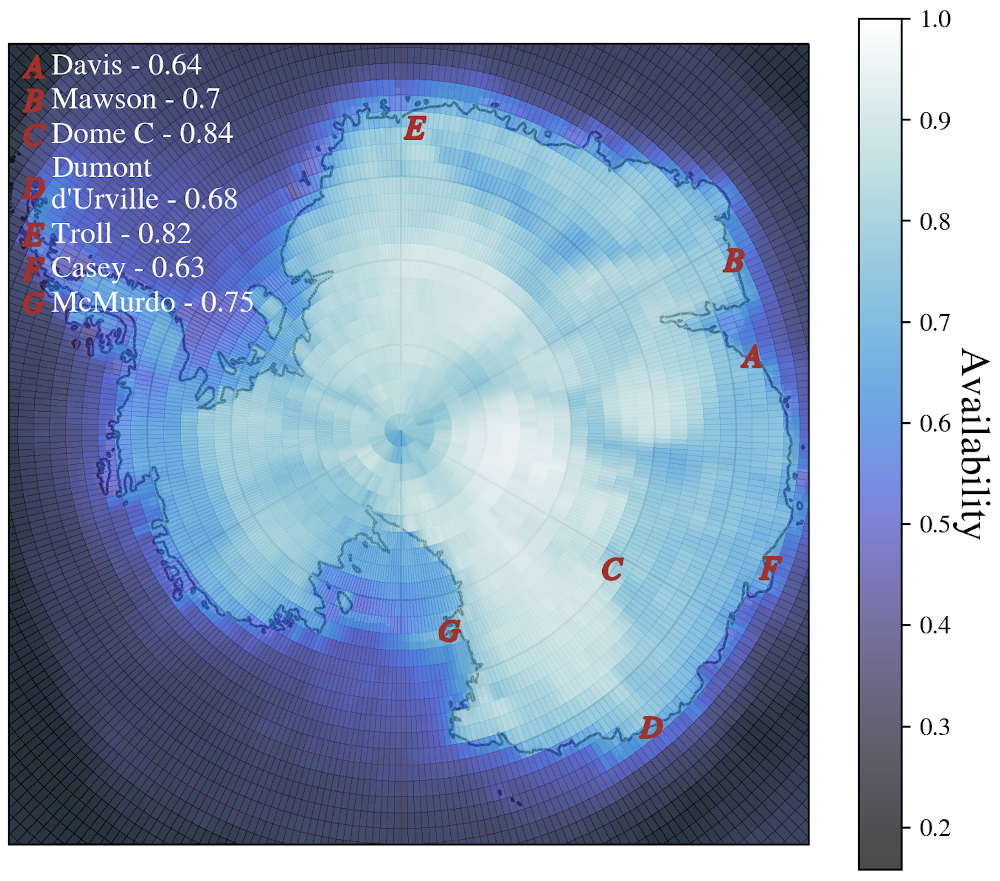 A Davis - 0.64
B Mawson - 0.7
C Dome C - 0.84
Dumont
D d'Urville - 0.68
E Troll - 0.82
F Casey - 0.63
G McMurdo - 0.75
E
B
A
C
F
G
D
1.0
0.9
0.8
0.7
0.6
0.5
0.4
0.3
0.2
Availability